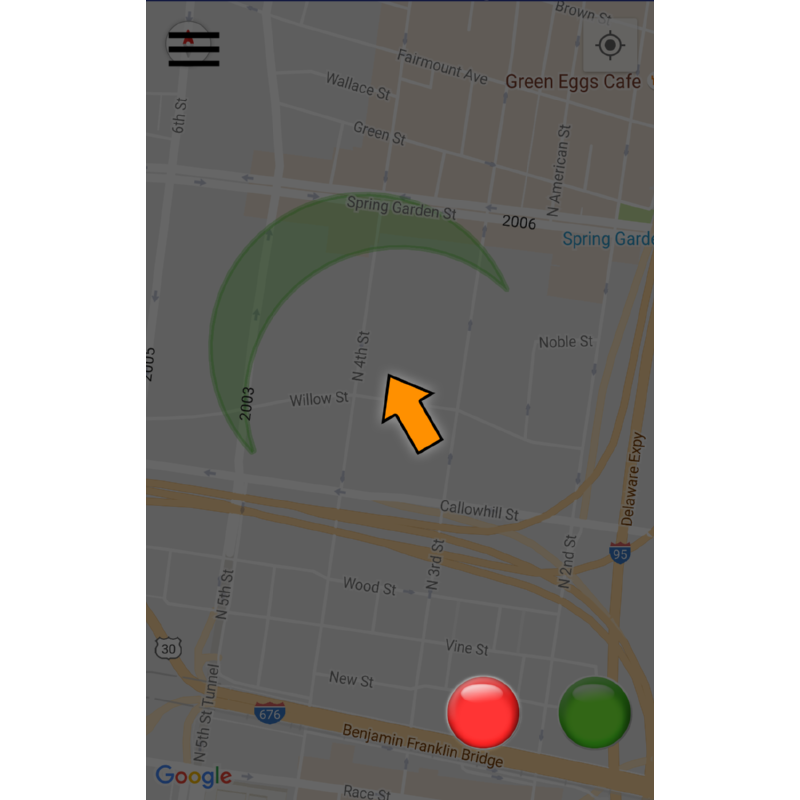 Brown St
Fairmount Ave
Wallace St
Green Eggs Cafe
6th St
Green St
N American St
Spring Garden St
2006
Spring Garde
Noble St
N 4th St
2005
2003
Willow St
Delaware Expy
Callowhill St
95
N 3rd St
N 2nd St
Wood St
N 5th St
30
Vine St
New St
N 5th St Tunnel
676
Benjamin Franklin Bridge
Google
Race St